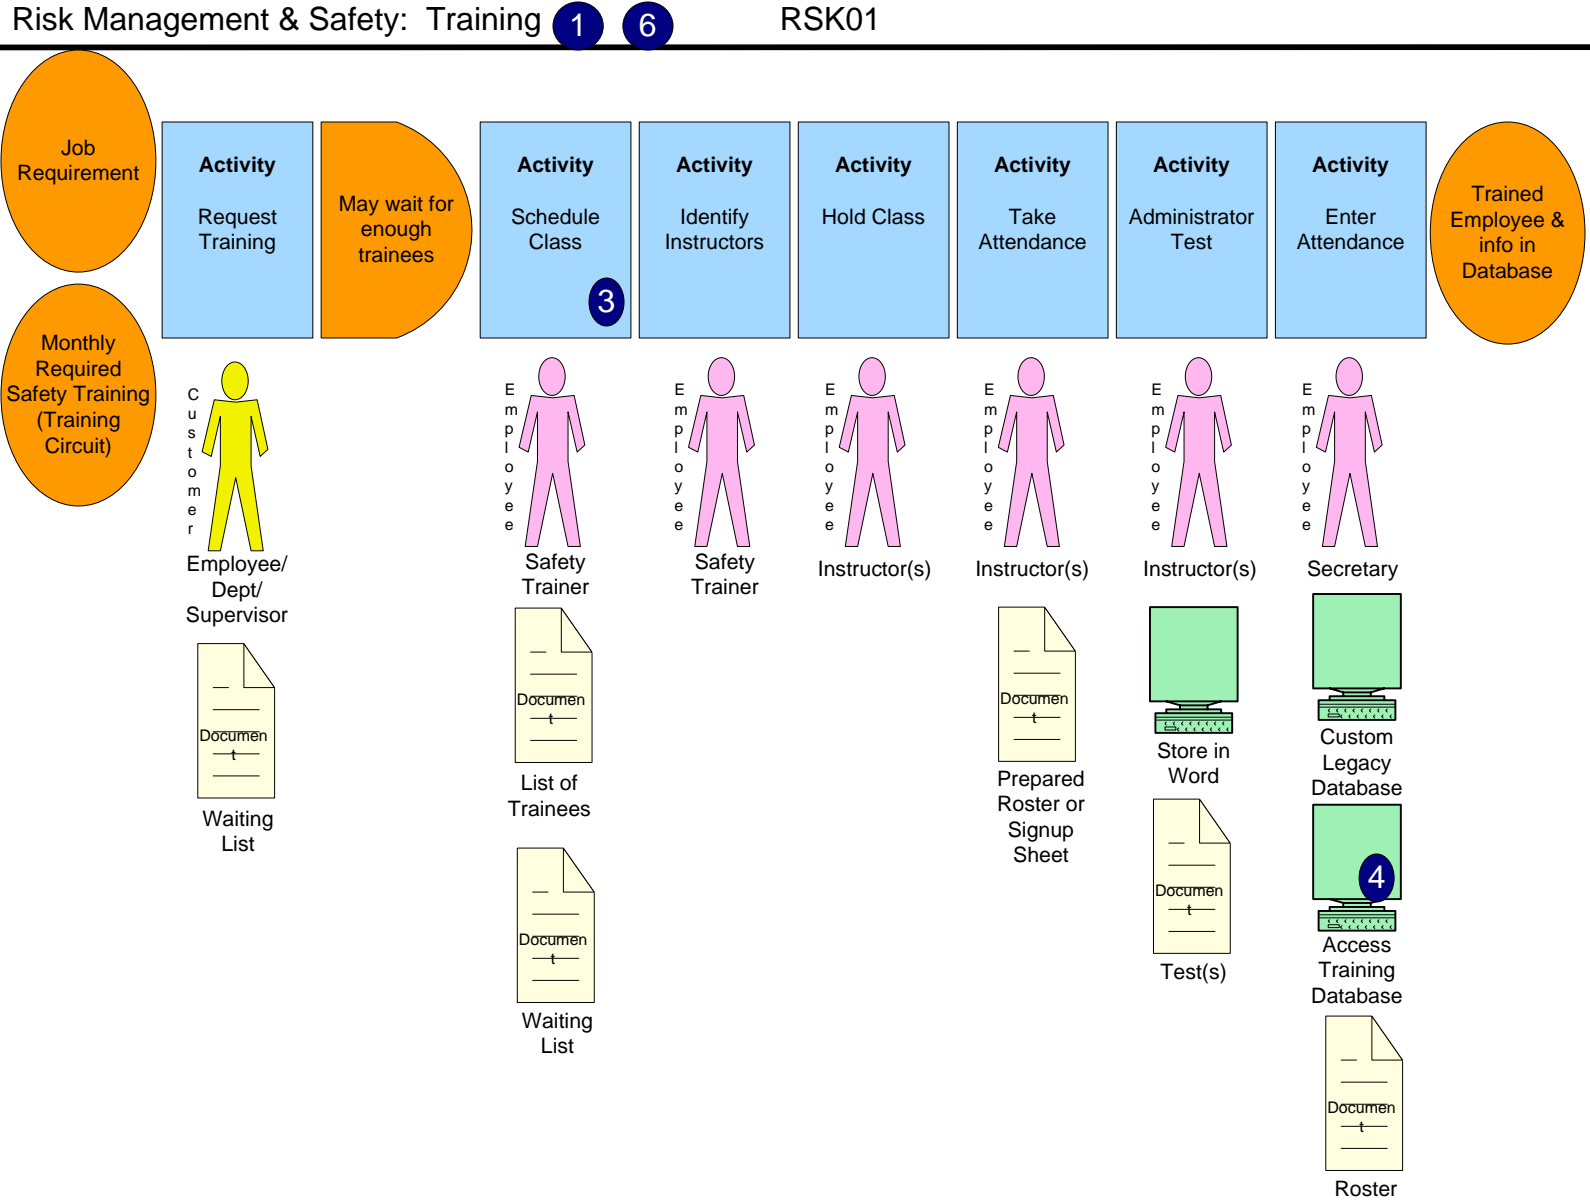 Risk Management & Safety: Training 1 6 RSK01
Job
Requirement
Monthly
Required
Safety Training
(Training
Circuit)
Activity
Request
Training
May wait for
enough
trainees
Activity
Schedule
Class
3
Activity
Identify
Instructors
Activity
Hold Class
Activity
Take
Attendance
Activity
Administrator
Test
Activity
Enter
Attendance
Trained
Employee &
info in
Database
Customer
Employee/
Dept/
Supervisor
Documen
t
Waiting
List
Employee
Safety
Trainer
Documen
t
List of
Trainees
Documen
t
Waiting
List
Employee
Safety
Trainer
Employee
Instructor(s)
Employee
Instructor(s)
Documen
t
Prepared
Roster or
Signup
Sheet
Employee
Instructor(s)
Store in
Word
Documen
t
Test(s)
Employee
Secretary
Custom
Legacy
Database
4
Access
Training
Database
Documen
t
Roster